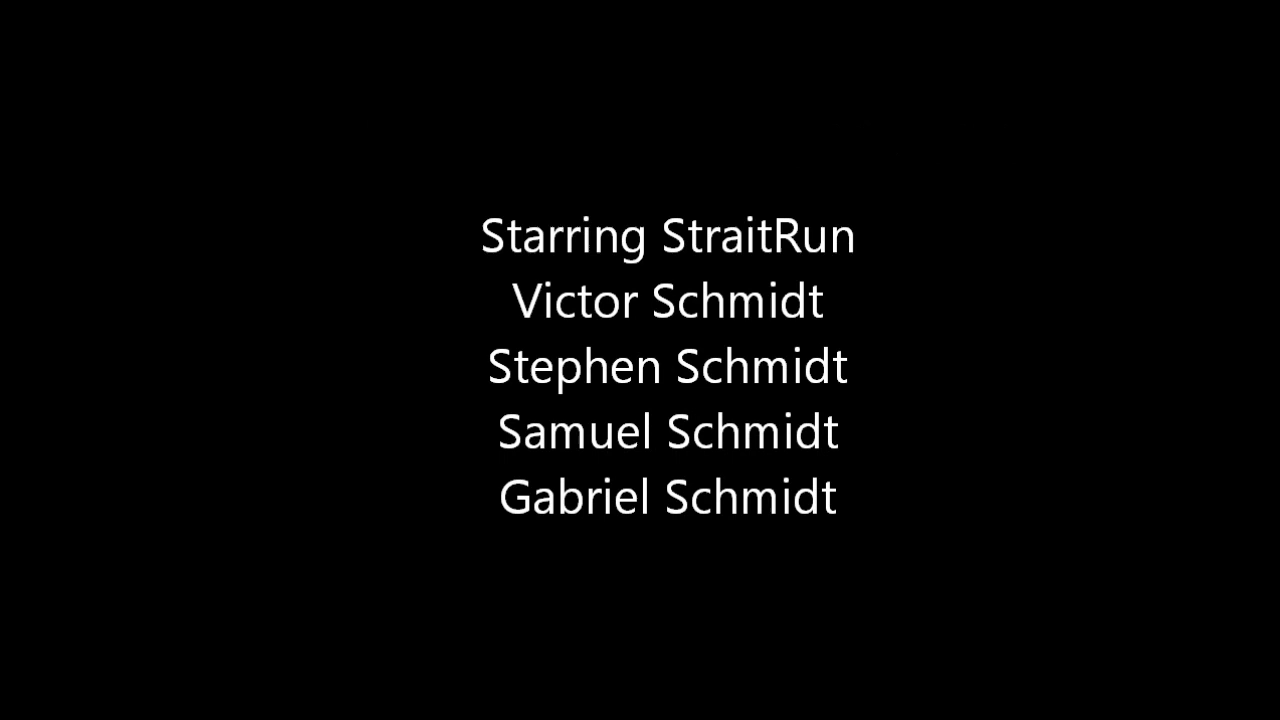 Starring StraitRun
Victor Schmidt
Stephen Schmidt
Samuel Schmidt
Gabriel Schmidt